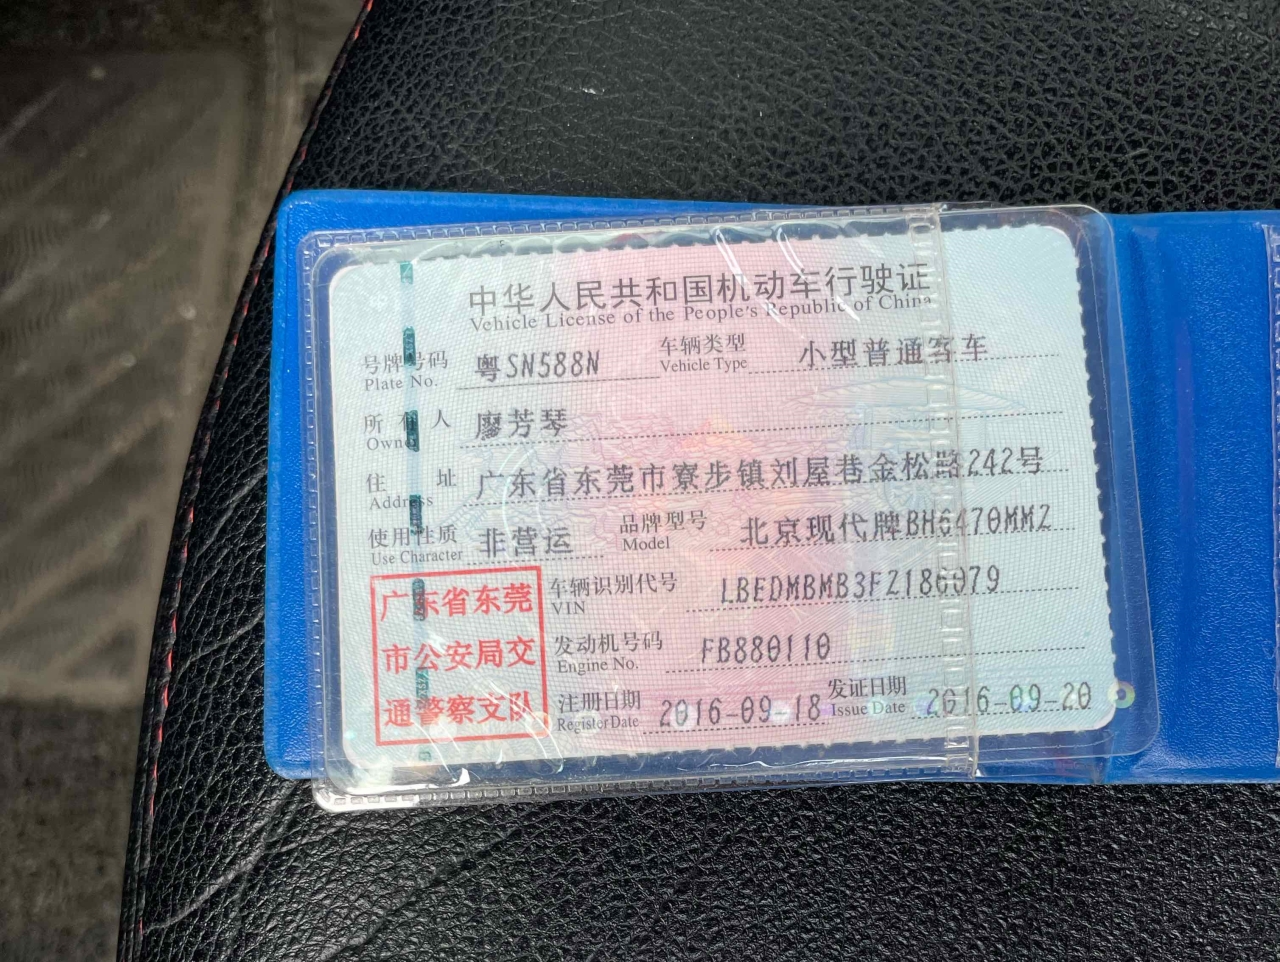 中华人民共和国机动车行驶证
Vehicle License of the People's Republic of China
号牌号码 粤SN588N 车辆类型 小型普通客车
Plate No. Vehicle Type
所有人 廖芳琴
Owner
住址 广东省东莞市寮步镇刘屋巷金松路242号
Address
使用性质 非营运 品牌型号 北京现代牌BH6470MMZ
Use Character Model
车辆识别代号 LBEDMBMB3FZ180079
VIN
发动机号码 FB880110
Engine No.
注册日期 2016-09-18 发证日期 2016-09-20
Register Date Issue Date
广东省东莞
市公安局交
通警察支队